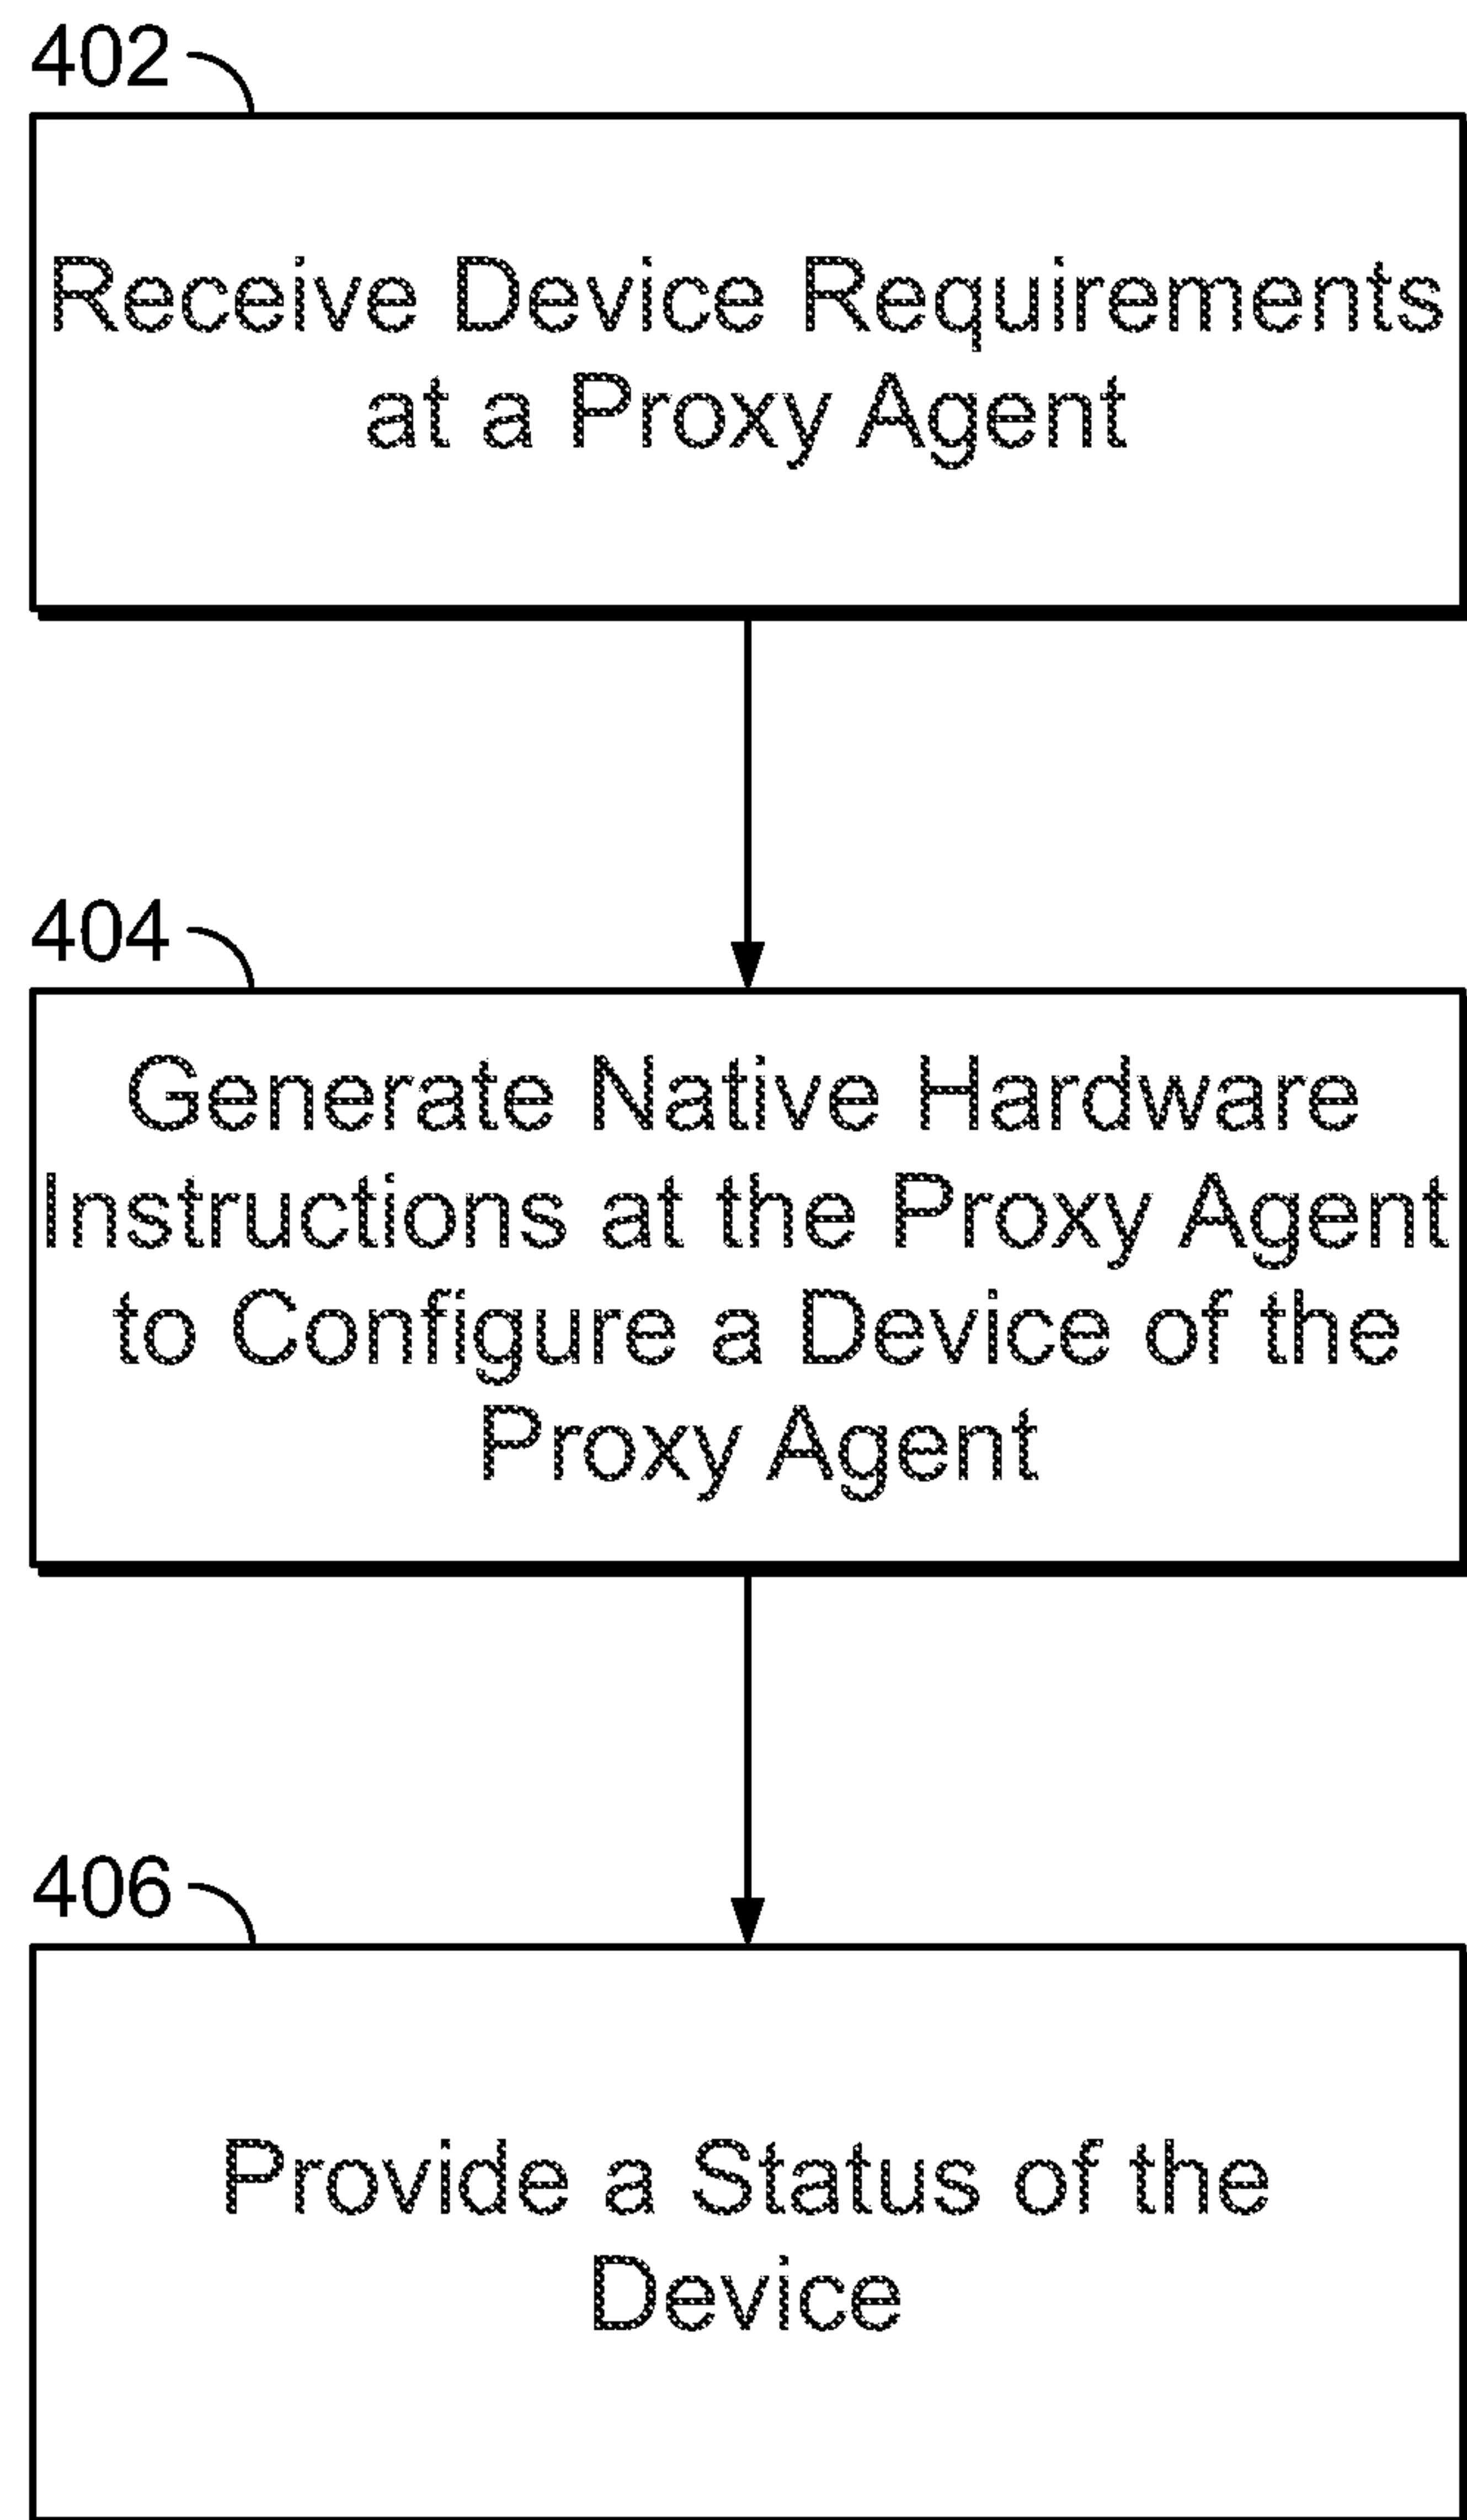 402
Receive Device Requirements
at a Proxy Agent
404
Generate Native Hardware
Instructions at the Proxy Agent
to Configure a Device of the
Proxy Agent
406
Provide a Status of the
Device